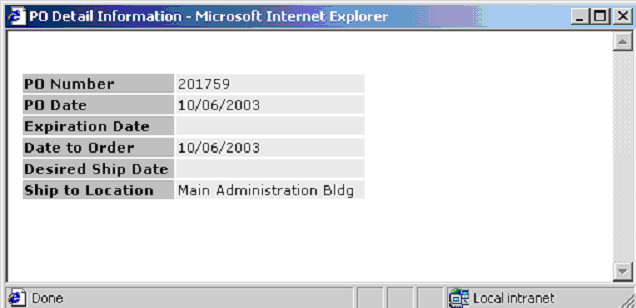 PO Detail Information - Microsoft Internet Explorer
PO Number 201759
PO Date 10/06/2003
Expiration Date
Date to Order 10/06/2003
Desired Ship Date
Ship to Location Main Administration Bldg
Done Local intranet